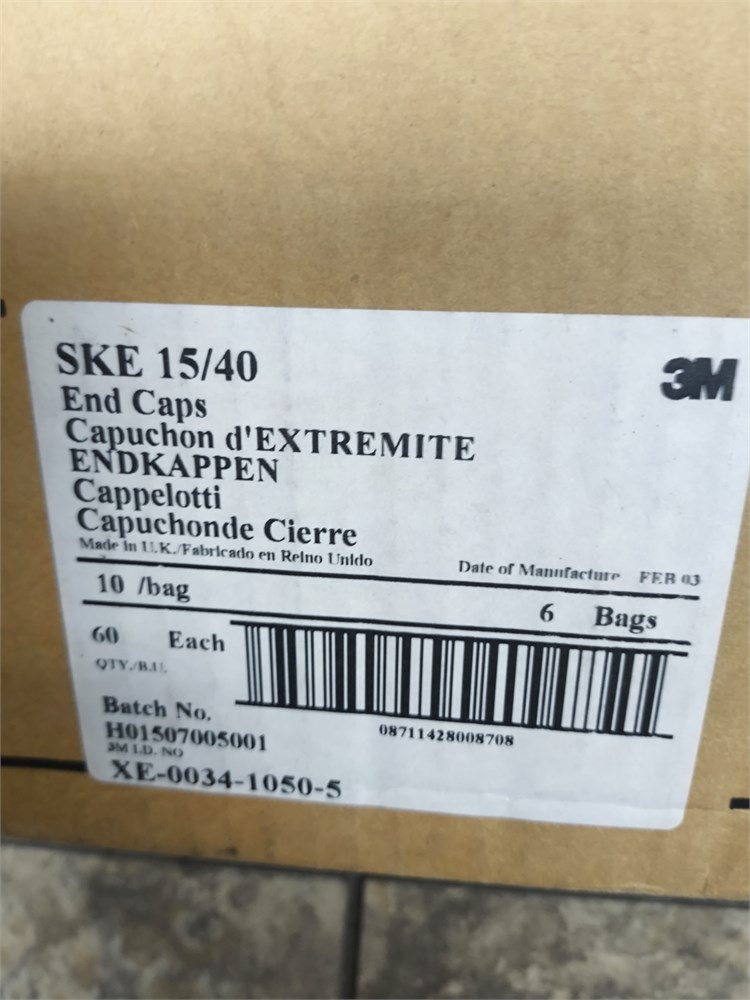 SKE 15/40
3M
End Caps
Capuchon d'EXTREMITE
ENDKAPPEN
Cappelotti
Capuchonde Cierre
Made in U.K./Fabricado en Reino Unido
Date of Manufacture FEB 03
10 /bag
6 Bags
60 Each
QTY./B.U.
Batch No.
08711428008708
H01507005001
3M I.D. NO
XE-0034-1050-5